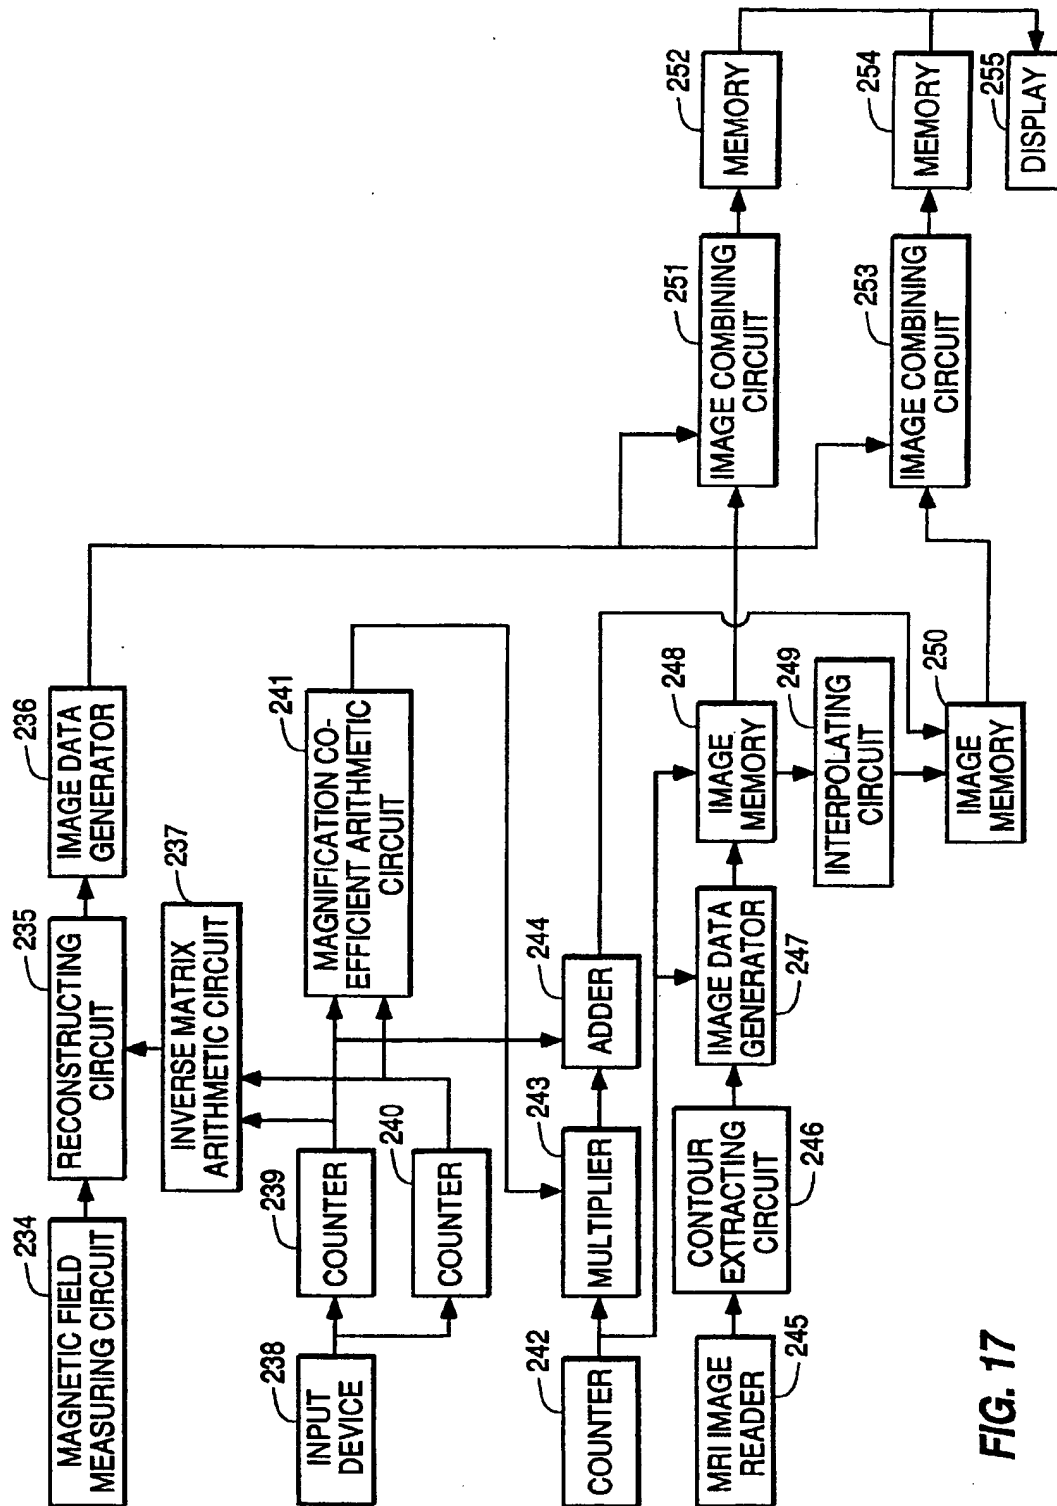 234
MAGNETIC FIELD
MEASURING CIRCUIT
235
RECONSTRUCTING
CIRCUIT
236
IMAGE DATA
GENERATOR
237
INVERSE MATRIX
ARITHMETIC CIRCUIT
238
INPUT
DEVICE
239
COUNTER
240
COUNTER
241
MAGNIFICATION CO-
EFFICIENT ARITHMETIC
CIRCUIT
242
COUNTER
243
MULTIPLIER
244
ADDER
MRI IMAGE
READER
245
CONTOUR
EXTRACTING
CIRCUIT
246
IMAGE DATA
GENERATOR
247
248
IMAGE
MEMORY
249
INTERPOLATING
CIRCUIT
250
IMAGE
MEMORY
251
IMAGE COMBINING
CIRCUIT
252
MEMORY
253
IMAGE COMBINING
CIRCUIT
254
MEMORY
255
DISPLAY
FIG. 17